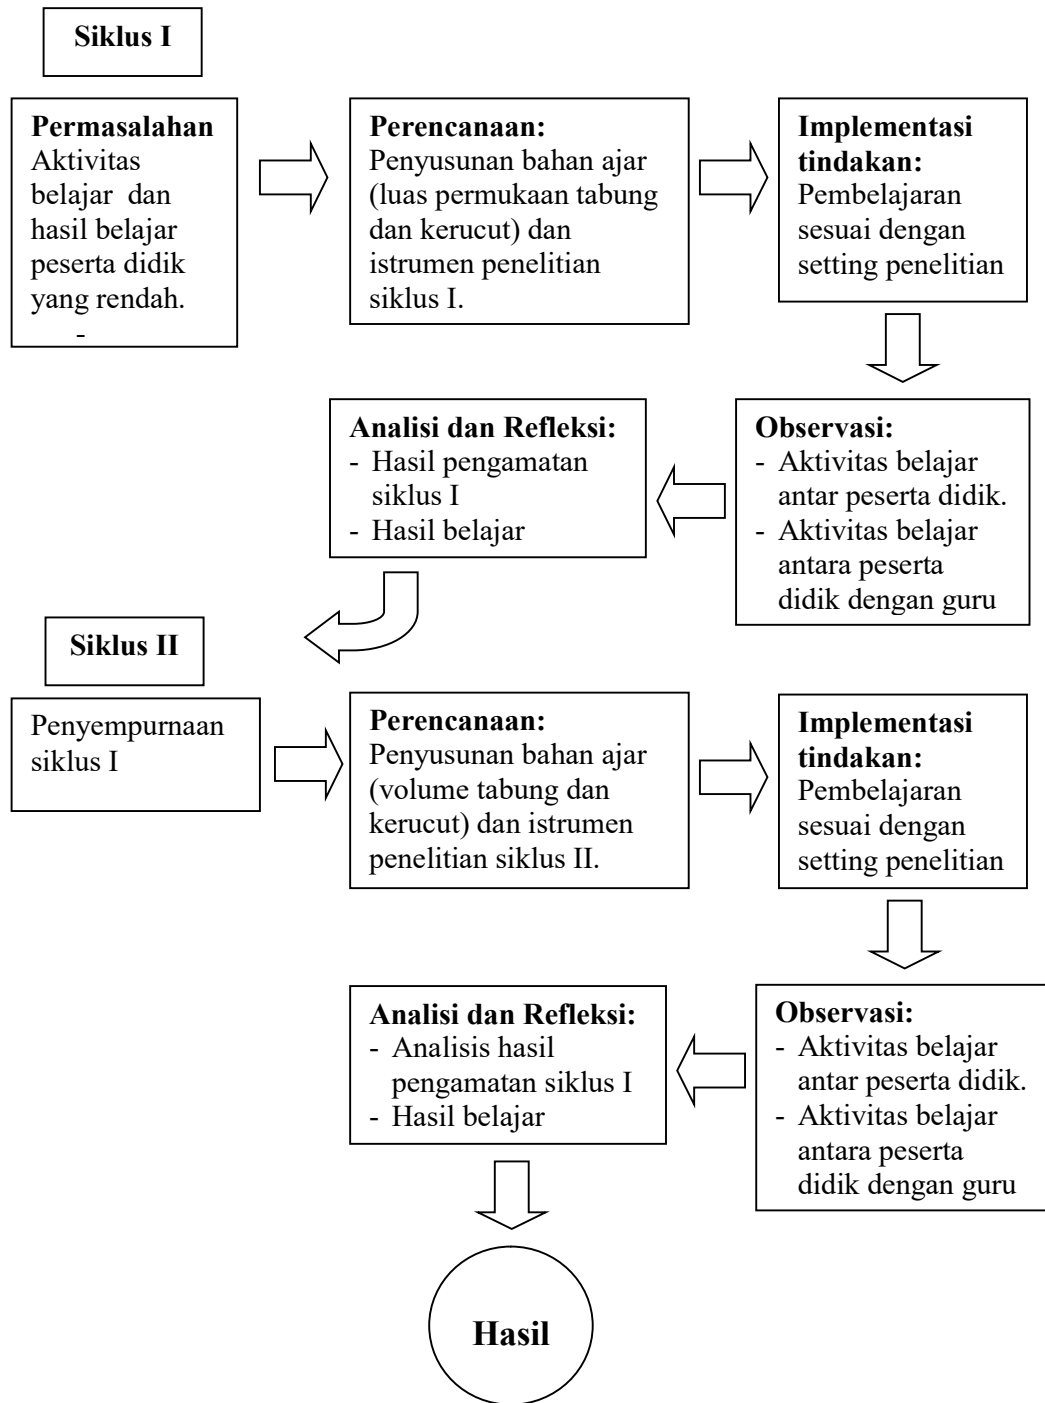 Siklus I
Permasalahan
Aktivitas
belajar dan
hasil belajar
peserta didik
yang rendah.
-
Perencanaan:
Penyusunan bahan ajar
(luas permukaan tabung
dan kerucut) dan
istrumen penelitian
siklus I.
Implementasi
tindakan:
Pembelajaran
sesuai dengan
setting penelitian
Observasi:
- Aktivitas belajar
antar peserta didik.
- Aktivitas belajar
antara peserta
didik dengan guru
Analisi dan Refleksi:
- Hasil pengamatan
siklus I
- Hasil belajar
Siklus II
Penyempurnaan
siklus I
Perencanaan:
Penyusunan bahan ajar
(volume tabung dan
kerucut) dan istrumen
penelitian siklus II.
Implementasi
tindakan:
Pembelajaran
sesuai dengan
setting penelitian
Observasi:
- Aktivitas belajar
antar peserta didik.
- Aktivitas belajar
antara peserta
didik dengan guru
Analisi dan Refleksi:
- Analisis hasil
pengamatan siklus I
- Hasil belajar
Hasil